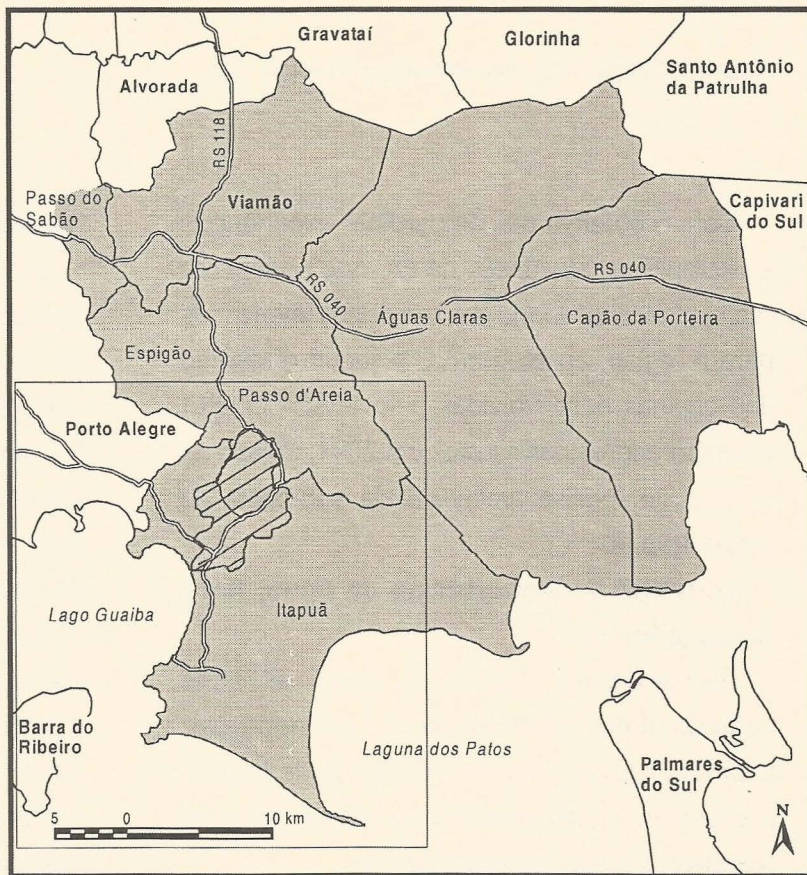 Gravataí
Glorinha
Santo Antônio
da Patrulha
Alvorada
RS 118
Passo do
Sabão
Viamão
Capivari
do Sul
RS 040
RS 040
Águas Claras
Capão da Porteira
Espigão
Passo d'Areia
Porto Alegre
Lago Guaiba
Itapuã
Barra do
Ribeiro
Laguna dos Patos
Palmares
do Sul
5 0 10 km
N